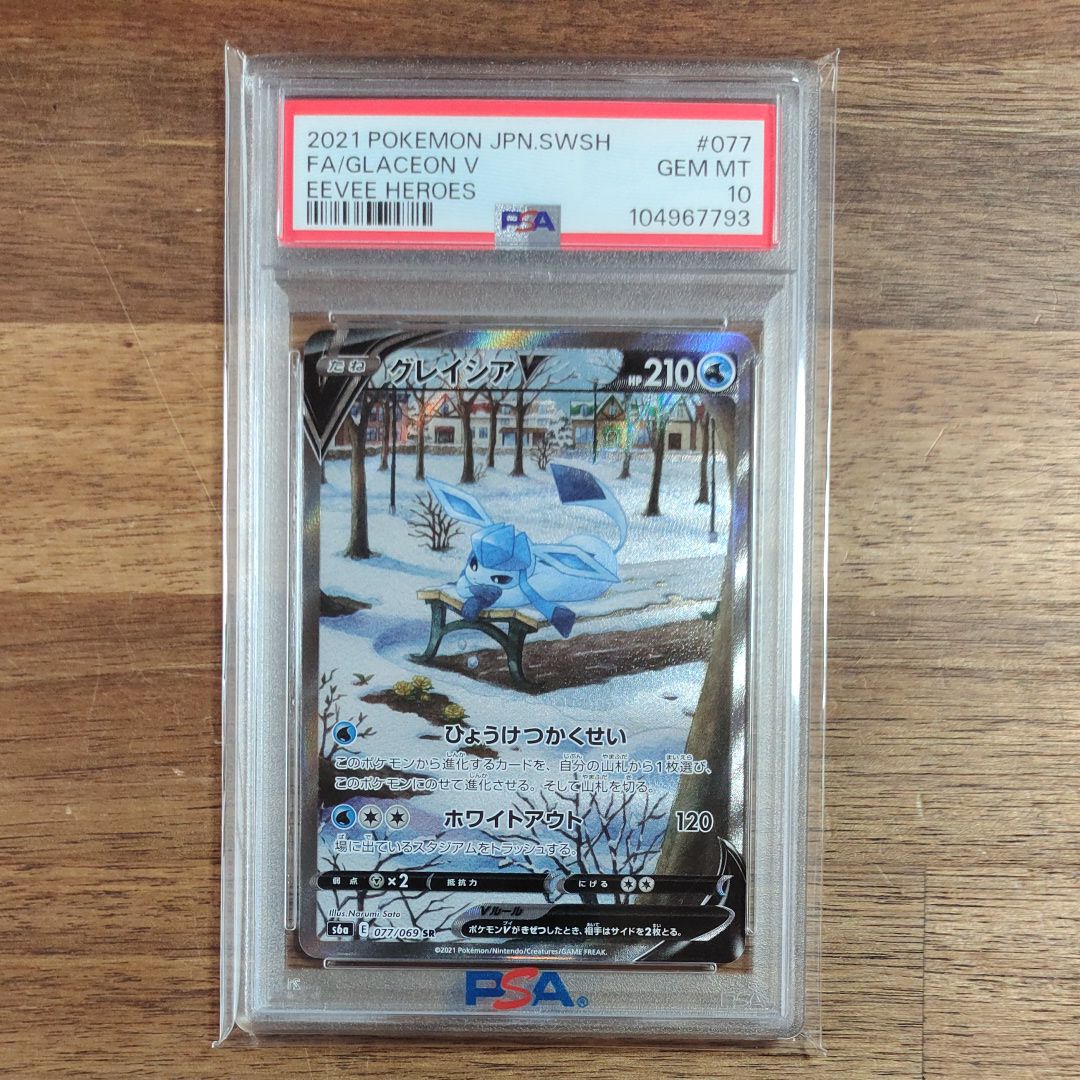 2021 POKEMON JPN.SWSH #077
FA/GLACEON V GEM MT
EEVEE HEROES 10
PSA 104967793
たね グレイシアV HP 210
ひょうけつかくせい
このポケモンから進化するカードを、自分の山札から1枚選び、
このポケモンにのせて進化させる。そして山札を切る。
ホワイトアウト 120
場に出ているスタジアムをトラッシュする。
弱点 ×2 抵抗力 にげる
Illus.Narumi Sato
Vルール
s6a E 077/069 SR
ポケモンVがきぜつしたとき、相手はサイドを2枚とる。
©2021 Pokémon/Nintendo/Creatures/GAME FREAK.
PSA®
PSA